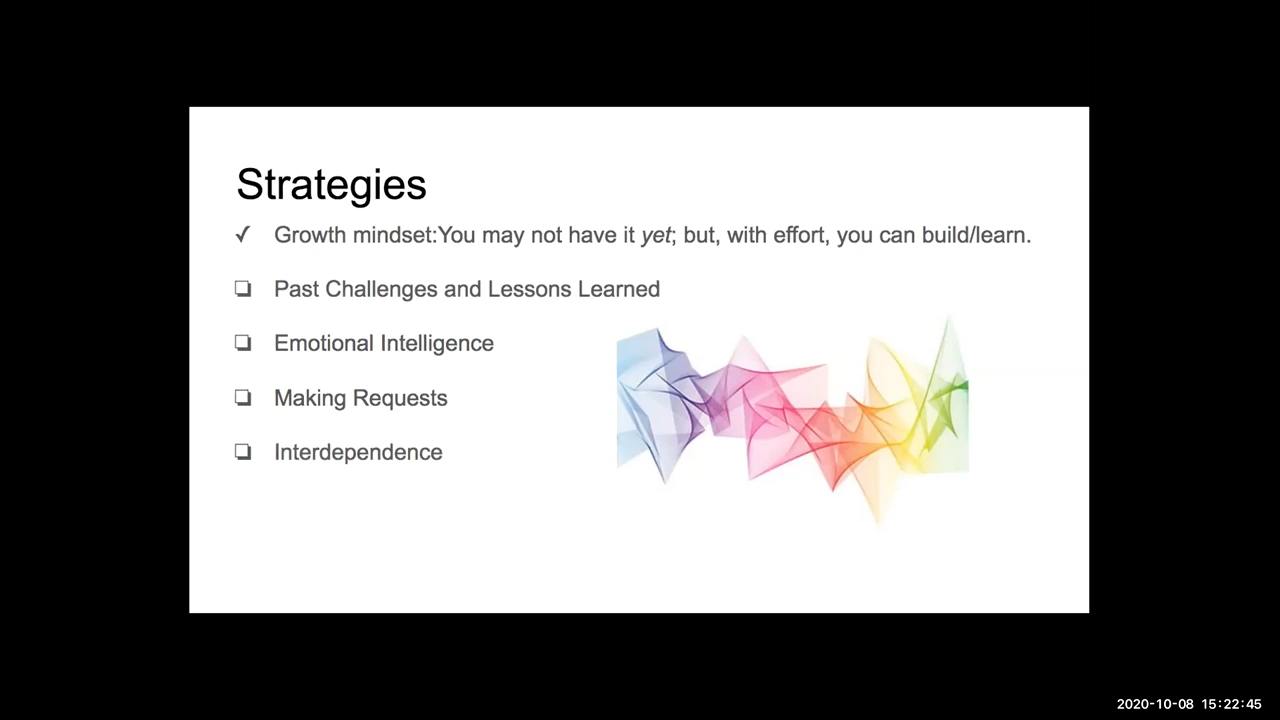 Strategies
✓ Growth mindset:You may not have it yet; but, with effort, you can build/learn.
❏ Past Challenges and Lessons Learned
❏ Emotional Intelligence
❏ Making Requests
❏ Interdependence
2020-10-08 15:22:45